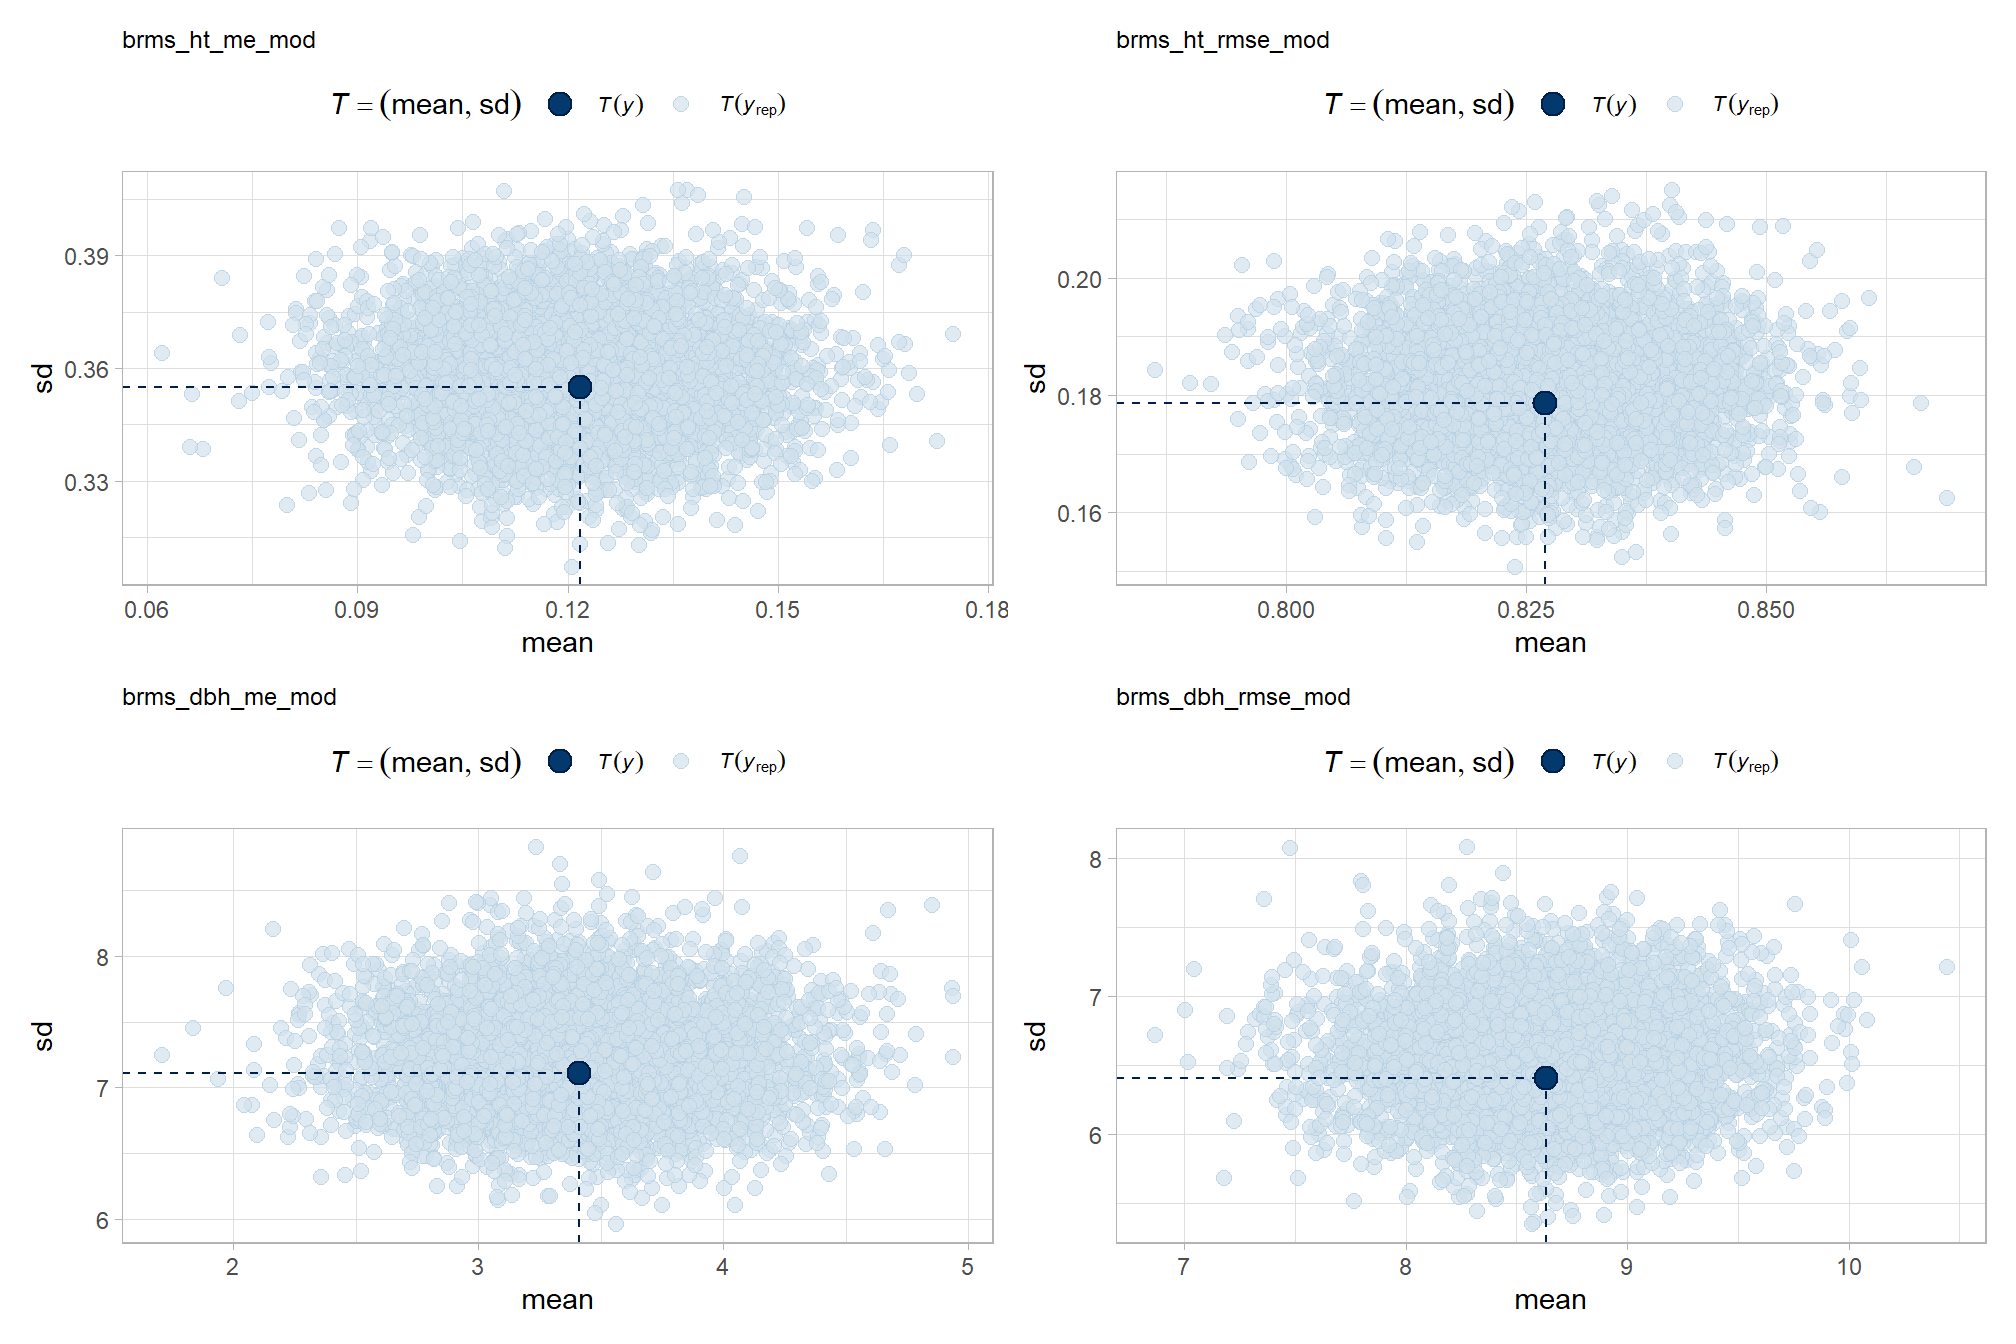 brms_ht_me_mod
T = (mean, sd) T(y) T(yrep)
sd
0.39
0.36
0.33
0.06 0.09 0.12 0.15 0.18
mean
brms_ht_rmse_mod
T = (mean, sd) T(y) T(yrep)
sd
0.20
0.18
0.16
0.800 0.825 0.850
mean
brms_dbh_me_mod
T = (mean, sd) T(y) T(yrep)
sd
8
7
6
2 3 4 5
mean
brms_dbh_rmse_mod
T = (mean, sd) T(y) T(yrep)
sd
8
7
6
7 8 9 10
mean